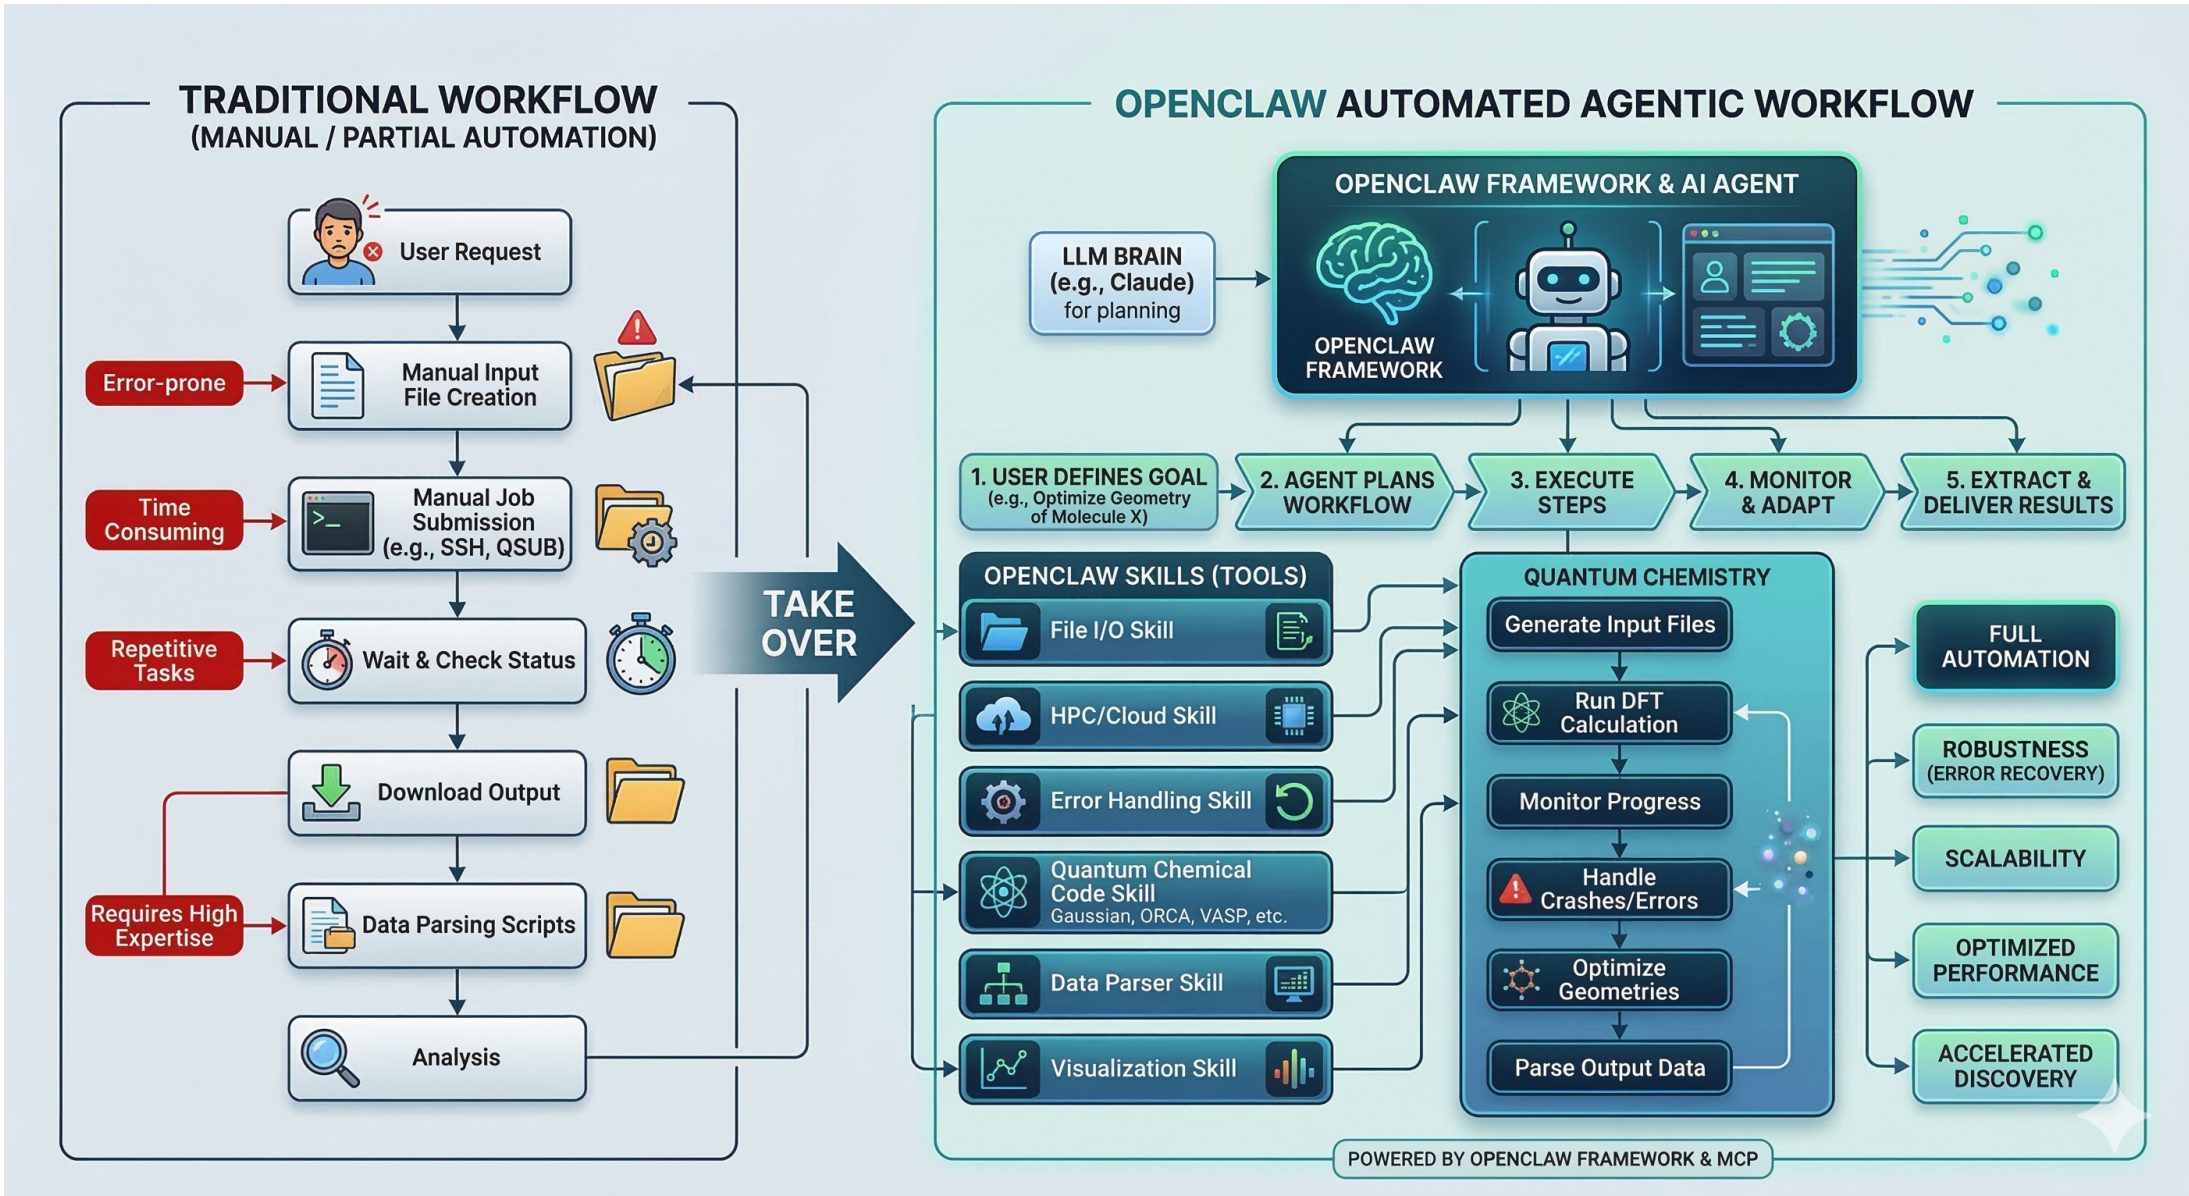 TRADITIONAL WORKFLOW
(MANUAL / PARTIAL AUTOMATION)
User Request
Error-prone
Manual Input
File Creation
Time
Consuming
>_
Manual Job
Submission
(e.g., SSH, QSUB)
Repetitive
Tasks
Wait & Check Status
Download Output
Requires High
Expertise
Data Parsing Scripts
Analysis
TAKE
OVER
OPENCLAW AUTOMATED AGENTIC WORKFLOW
OPENCLAW FRAMEWORK & AI AGENT
LLM BRAIN
(e.g., Claude)
for planning
OPENCLAW
FRAMEWORK
1. USER DEFINES GOAL
(e.g., Optimize Geometry
of Molecule X)
2. AGENT PLANS
WORKFLOW
3. EXECUTE
STEPS
4. MONITOR
& ADAPT
5. EXTRACT &
DELIVER RESULTS
OPENCLAW SKILLS (TOOLS)
File I/O Skill
HPC/Cloud Skill
Error Handling Skill
Quantum Chemical
Code Skill
Gaussian, ORCA, VASP, etc.
Data Parser Skill
Visualization Skill
QUANTUM CHEMISTRY
Generate Input Files
Run DFT
Calculation
Monitor Progress
Handle
Crashes/Errors
Optimize
Geometries
Parse Output Data
FULL
AUTOMATION
ROBUSTNESS
(ERROR RECOVERY)
SCALABILITY
OPTIMIZED
PERFORMANCE
ACCELERATED
DISCOVERY
POWERED BY OPENCLAW FRAMEWORK & MCP